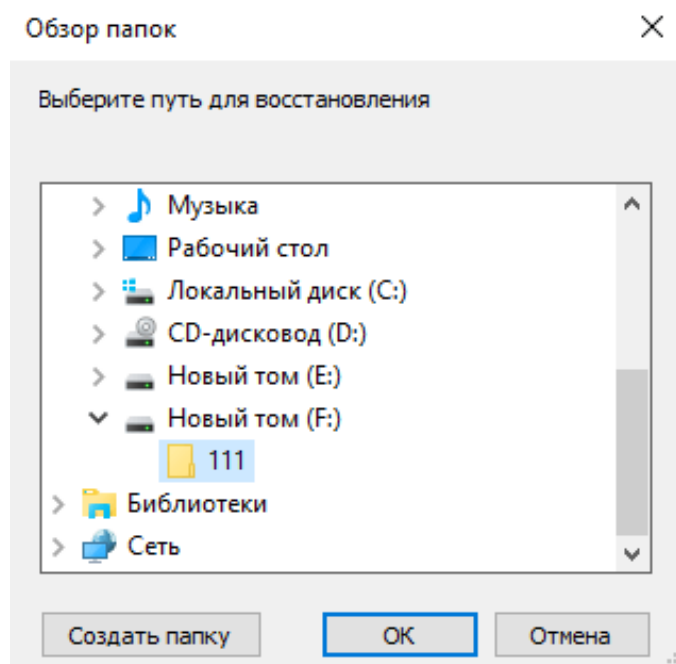 Обзор папок
Выберите путь для восстановления
Музыка
Рабочий стол
Локальный диск (C:)
CD-дисковод (D:)
Новый том (E:)
Новый том (F:)
111
Библиотеки
Сеть
Создать папку ОК Отмена